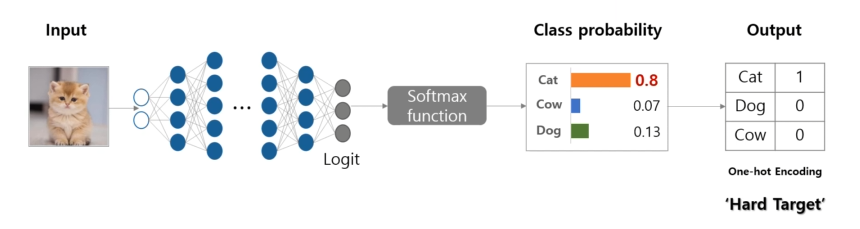 Input
Class probability
Output
...
Logit
Softmax
function
Cat 0.8
Cow 0.07
Dog 0.13
Cat 1
Dog 0
Cow 0
One-hot Encoding
‘Hard Target’